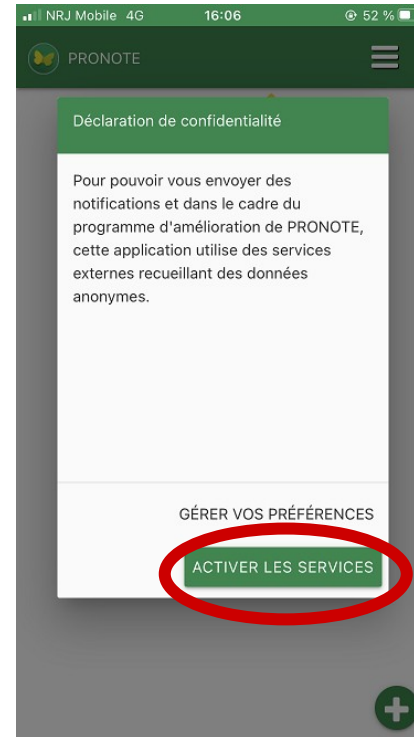 NRJ Mobile 4G 16:06 52 %
PRONOTE
Déclaration de confidentialité
Pour pouvoir vous envoyer des
notifications et dans le cadre du
programme d'amélioration de PRONOTE,
cette application utilise des services
externes recueillant des données
anonymes.
GÉRER VOS PRÉFÉRENCES
ACTIVER LES SERVICES